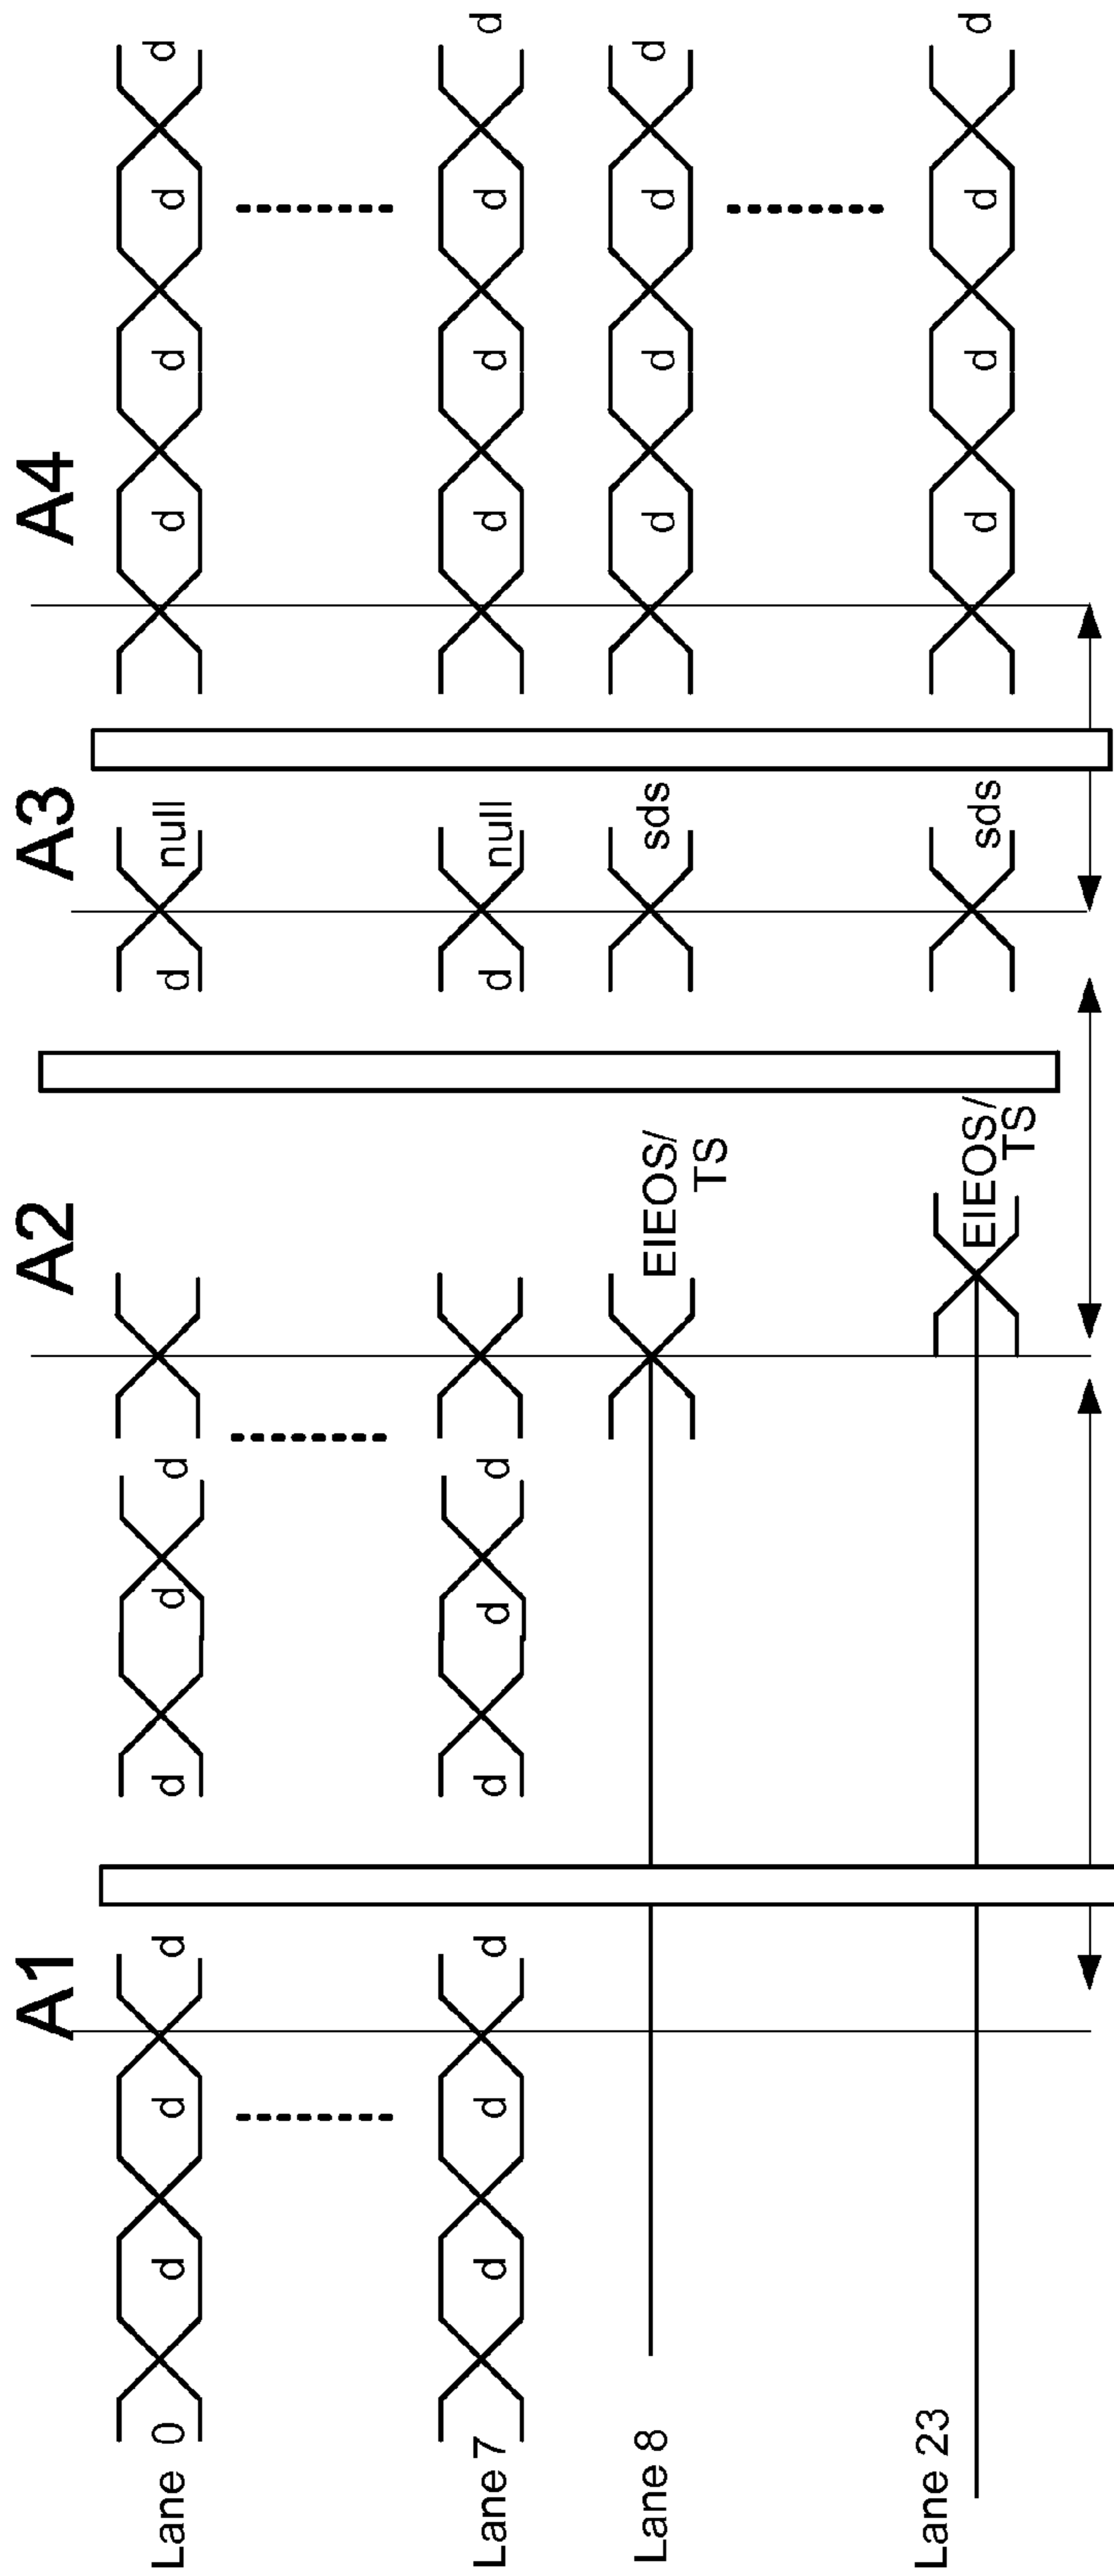 A1 A2 A3 A4
Lane 0 d d d d d d d null d d d d
Lane 7 d d d d d d d null d d d d
Lane 8 EIEOS/ sds d d d d
TS
Lane 23 EIEOS/ sds d d d d
TS